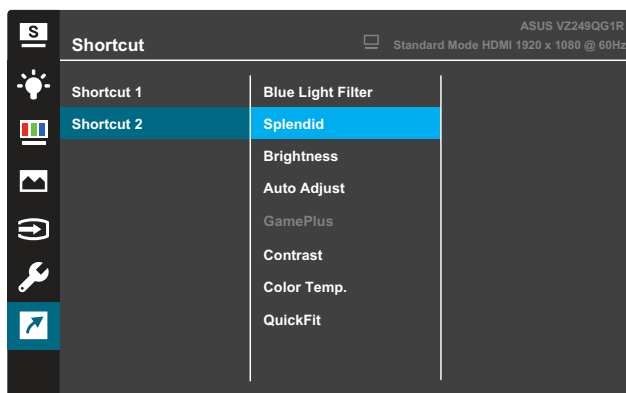 S
ASUS VZ249QG1R
Shortcut
Standard Mode HDMI 1920 x 1080 @ 60Hz
Shortcut 1
Blue Light Filter
Shortcut 2
Splendid
Brightness
Auto Adjust
GamePlus
Contrast
Color Temp.
QuickFit